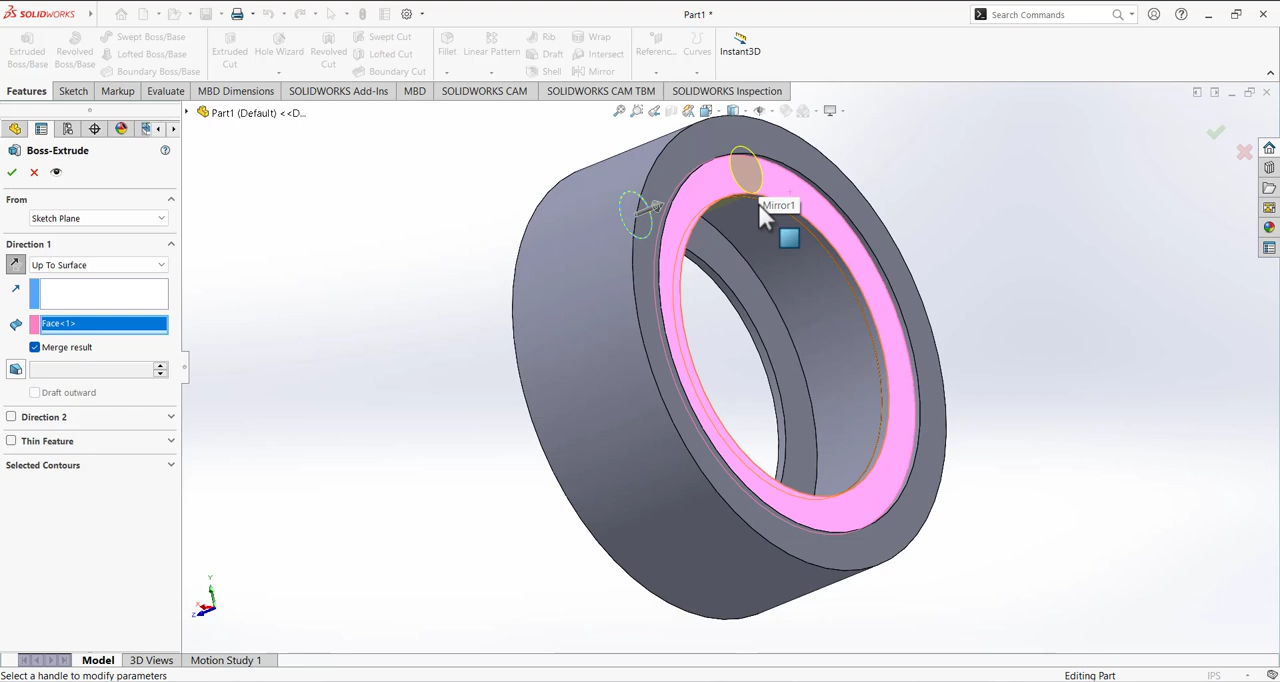 SOLIDWORKS
Part1 *
Search Commands
Extruded Boss/Base
Revolved Boss/Base
Swept Boss/Base
Lofted Boss/Base
Boundary Boss/Base
Extruded Cut
Hole Wizard
Revolved Cut
Swept Cut
Lofted Cut
Boundary Cut
Fillet
Linear Pattern
Rib
Draft
Shell
Wrap
Intersect
Mirror
Referenc...
Curves
Instant3D
Features Sketch Markup Evaluate MBD Dimensions SOLIDWORKS Add-Ins MBD SOLIDWORKS CAM SOLIDWORKS CAM TBM SOLIDWORKS Inspection
Part1 (Default) <<D...
Boss-Extrude
From
Sketch Plane
Direction 1
Up To Surface
Face<1>
Merge result
Draft outward
Direction 2
Thin Feature
Selected Contours
Mirror1
Y
X
Z
Model 3D Views Motion Study 1
Select a handle to modify parameters
Editing Part
IPS